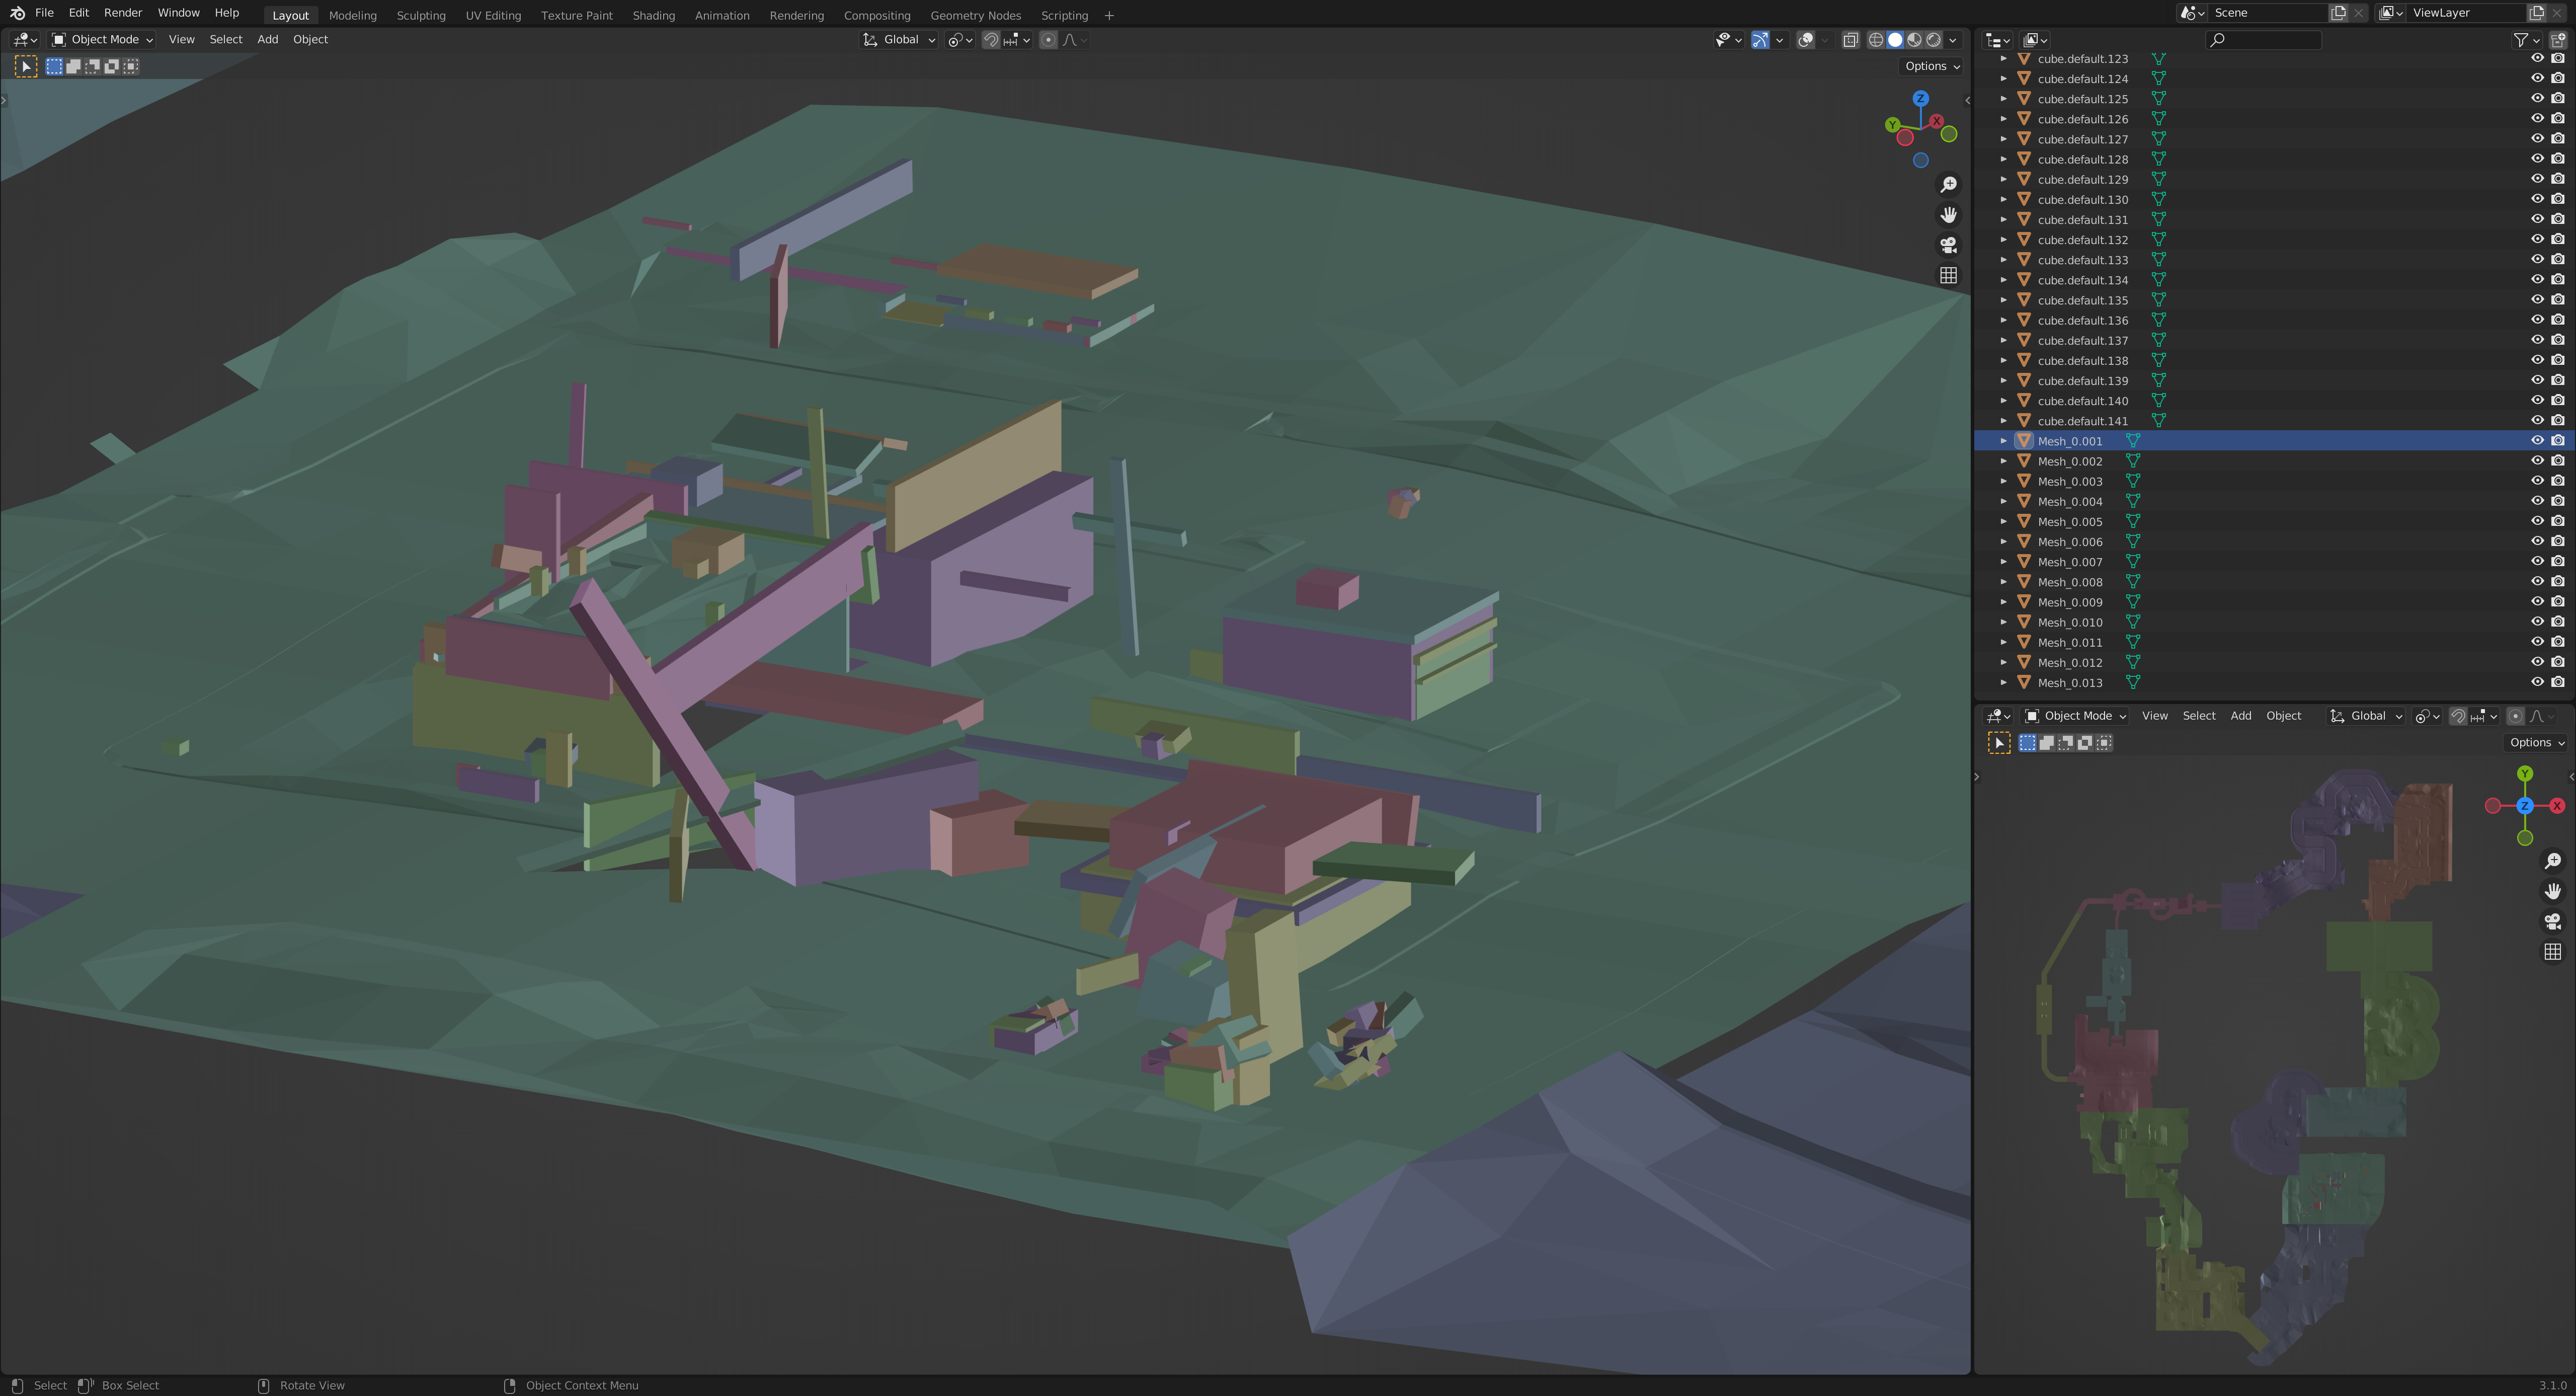 File Edit Render Window Help Layout Modeling Sculpting UV Editing Texture Paint Shading Animation Rendering Compositing Geometry Nodes Scripting + Scene ViewLayer
Object Mode View Select Add Object Global
Options
Z
Y
X
cube.default.123
cube.default.124
cube.default.125
cube.default.126
cube.default.127
cube.default.128
cube.default.129
cube.default.130
cube.default.131
cube.default.132
cube.default.133
cube.default.134
cube.default.135
cube.default.136
cube.default.137
cube.default.138
cube.default.139
cube.default.140
cube.default.141
Mesh_0.001
Mesh_0.002
Mesh_0.003
Mesh_0.004
Mesh_0.005
Mesh_0.006
Mesh_0.007
Mesh_0.008
Mesh_0.009
Mesh_0.010
Mesh_0.011
Mesh_0.012
Mesh_0.013
Object Mode View Select Add Object Global
Options
Y
Z X
Select Box Select Rotate View Object Context Menu 3.1.0